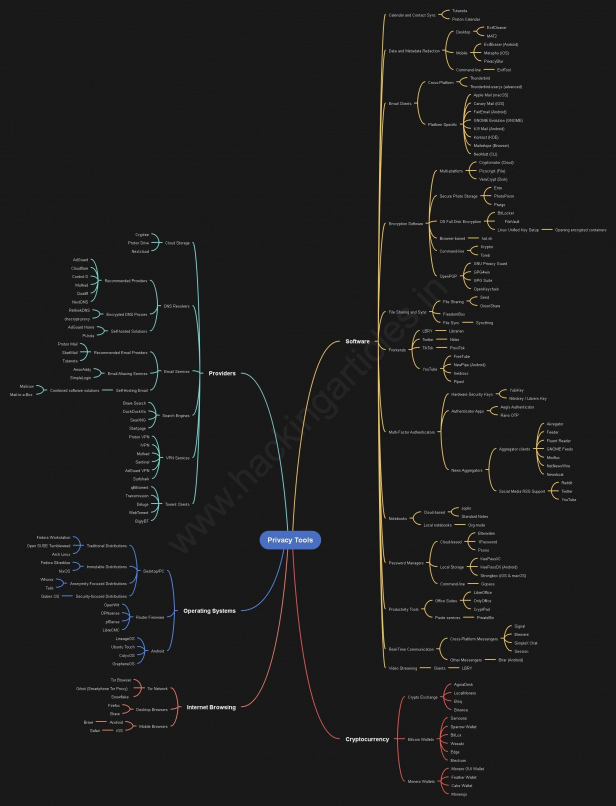 Privacy Tools
Providers
Cloud Storage
Cryptee
Proton Drive
Nextcloud
DNS Resolvers
Recommended Providers
AdGuard
Cloudflare
Control D
Mullvad
Quad9
NextDNS
Encrypted DNS Proxies
RethinkDNS
dnscrypt-proxy
Self-hosted Solutions
AdGuard Home
Pi-hole
Email Services
Recommended Email Providers
Proton Mail
StartMail
Tutanota
Email Aliasing Services
AnonAddy
SimpleLogin
Self-Hosting Email
Combined software solutions
Mailcow
Mail-in-a-Box
Search Engines
Brave Search
DuckDuckGo
SearXNG
Startpage
VPN Services
Proton VPN
IVPN
Mullvad
Sentinel
AdGuard VPN
Surfshark
Torrent Clients
qBittorrent
Transmission
Deluge
WebTorrent
BiglyBT
Operating Systems
Desktop/PC
Traditional Distributions
Fedora Workstation
Open SUSE Tumbleweed
Arch Linux
Immutable Distributions
Fedora Silverblue
NixOS
Anonymity-Focused Distributions
Whonix
Tails
Security-focused Distributions
Qubes OS
Router Firmware
OpenWrt
OPNsense
pfSense
LibreCMC
Android
LineageOS
Ubuntu Touch
CalyxOS
GrapheneOS
Internet Browsing
Tor Network
Tor Browser
Orbot (Smartphone Tor Proxy)
Snowflake
Desktop Browsers
Firefox
Brave
Mobile Browsers
Android
Brave
iOS
Safari
Software
Calendar and Contact Sync
Tutanota
Proton Calendar
Data and Metadata Redaction
Desktop
ExifCleaner
MAT2
Mobile
ExifEraser (Android)
Metapho (iOS)
PrivacyBlur
Command-line
ExifTool
Email Clients
Cross-Platform
Thunderbird
Thunderbird-user.js (advanced)
Platform Specific
Apple Mail (macOS)
Canary Mail (iOS)
FairEmail (Android)
GNOME Evolution (GNOME)
K-9 Mail (Android)
Kontact (KDE)
Mailvelope (Browser)
NeoMutt (CLI)
Encryption Software
Multi-platform
Cryptomator (Cloud)
Picocrypt (File)
VeraCrypt (Disk)
Secure Photo Storage
Ente
PhotoPrism
Piwigo
OS Full Disk Encryption
BitLocker
FileVault
Linux Unified Key Setup
Opening encrypted containers
Browser-based
hat.sh
Command-line
Kryptor
Tomb
OpenPGP
GNU Privacy Guard
GPG4win
GPG Suite
OpenKeychain
File Sharing and Sync
File Sharing
Send
OnionShare
FreedomBox
File Sync
Syncthing
Frontends
LBRY
Librarian
Twitter
Nitter
TikTok
ProxiTok
YouTube
FreeTube
NewPipe (Android)
Invidious
Piped
Multi-Factor Authenticators
Hardware Security Keys
YubiKey
Nitrokey / Librem Key
Authenticator Apps
Aegis Authenticator
Raivo OTP
News Aggregators
Aggregator clients
Akregator
Feeder
Fluent Reader
GNOME Feeds
Miniflux
NetNewsWire
Newsboat
Social Media RSS Support
Reddit
Twitter
YouTube
Notebooks
Cloud-based
Joplin
Standard Notes
Local notebooks
Org-mode
Password Managers
Cloud-based
Bitwarden
1Password
Psono
Local Storage
KeePassXC
KeePassDX (Android)
Strongbox (iOS & macOS)
Command-line
Gopass
Productivity Tools
Office Suites
LibreOffice
OnlyOffice
CryptPad
Paste services
PrivateBin
Real-Time Communication
Cross-Platform Messengers
Signal
Element
SimpleX Chat
Session
Other Messengers
Briar (Android)
Video Streaming
Clients
LBRY
Cryptocurrency
Crypto Exchange
AgoraDesk
LocalMonero
Bisq
Binance
Bitcoin Wallets
Samourai
Sparrow Wallet
BitLox
Wasabi
Edge
Electrum
Monero Wallets
Monero GUI Wallet
Feather Wallet
Cake Wallet
Monerujo
www.hackingarticles.in